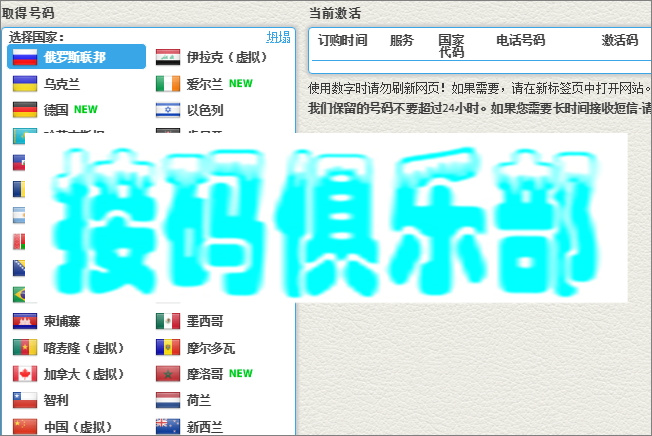 取得号码
当前激活
选择国家：
坍塌
订购时间
服务
国家
代码
电话号码
激活码
俄罗斯联邦
伊拉克（虚拟）
乌克兰
爱尔兰 NEW
德国 NEW
以色列
使用数字时请勿刷新网页！如果需要，请在新标签页中打开网站。
我们保留的号码不要超过24小时。如果您需要长时间接收短信-请
接码俱乐部
柬埔寨
墨西哥
喀麦隆（虚拟）
摩尔多瓦
加拿大（虚拟）
摩洛哥 NEW
智利
荷兰
中国（虚拟）
新西兰